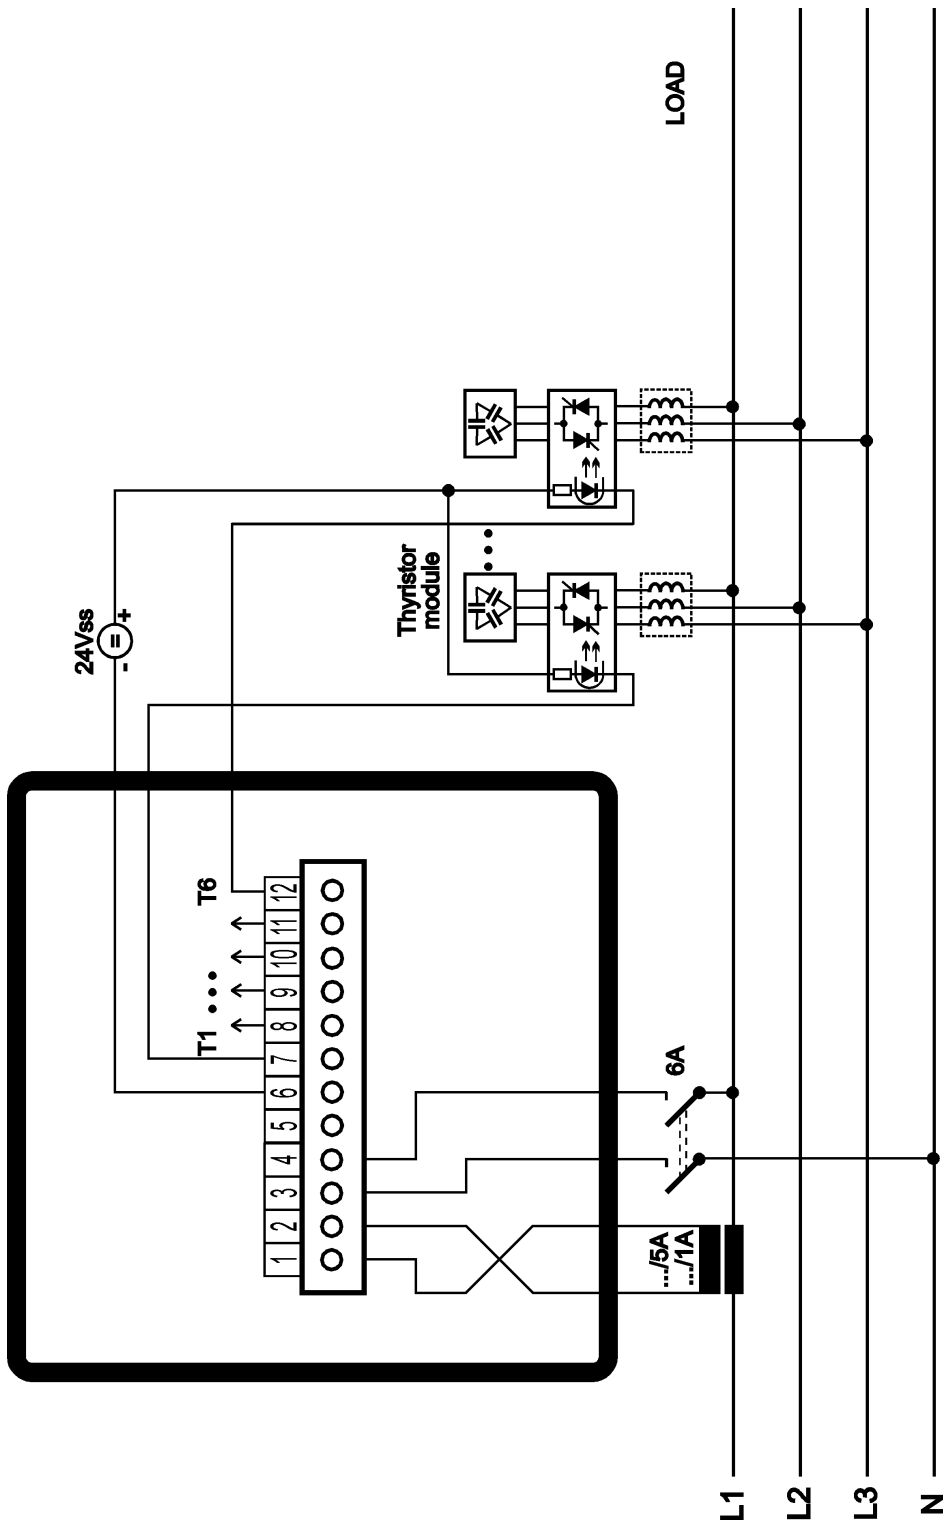 24Vss
- +
Thyristor
module
LOAD
T1
T6
1 2 3 4 5 6 7 8 9 10 11 12
6A
.../5A
.../1A
L1
L2
L3
N